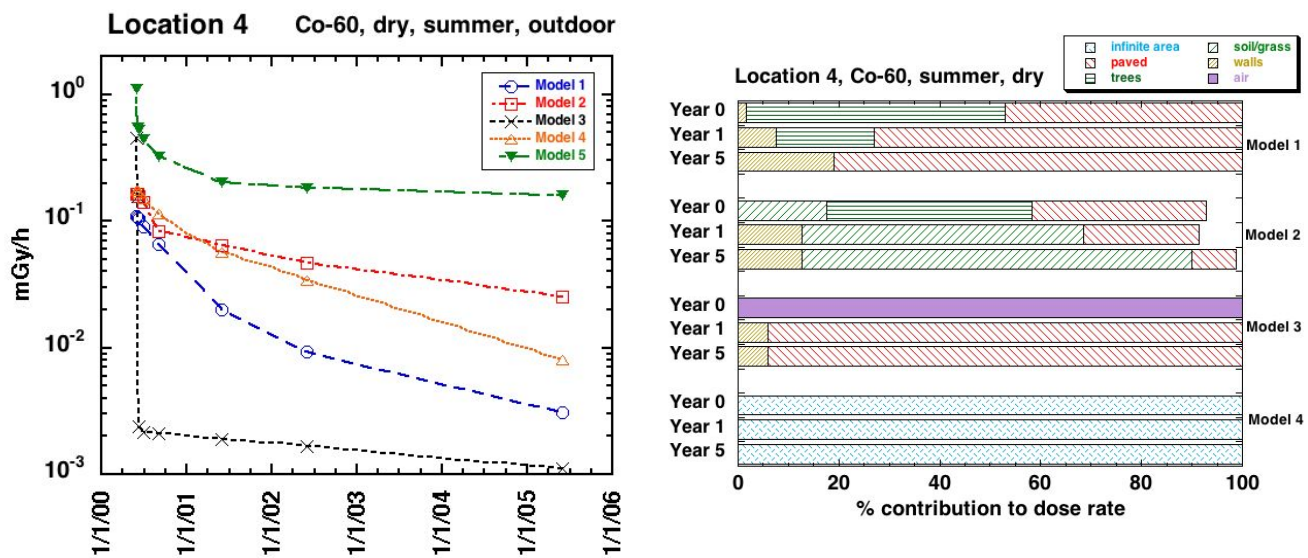 Location 4 Co-60, dry, summer, outdoor
10^0
10^-1
10^-2
10^-3
mGy/h
Model 1
Model 2
Model 3
Model 4
Model 5
1/1/00
1/1/01
1/1/02
1/1/03
1/1/04
1/1/05
1/1/06
infinite area soil/grass
paved walls
trees air
Location 4, Co-60, summer, dry
Year 0
Year 1
Year 5
Model 1
Year 0
Year 1
Year 5
Model 2
Year 0
Year 1
Year 5
Model 3
Year 0
Year 1
Year 5
Model 4
0 20 40 60 80 100
% contribution to dose rate